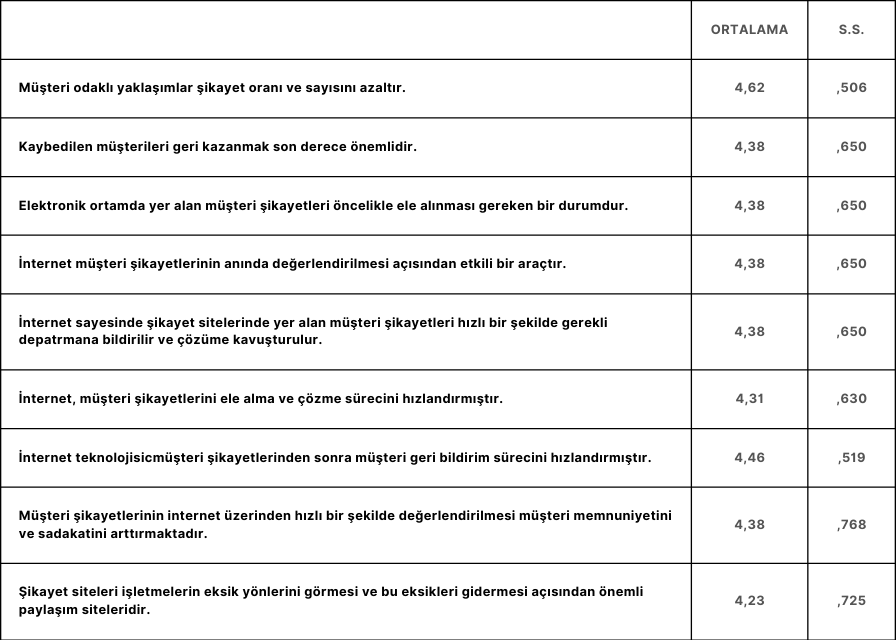 ORTALAMA S.S.
Müşteri odaklı yaklaşımlar şikayet oranı ve sayısını azaltır. 4,62 ,506
Kaybedilen müşterileri geri kazanmak son derece önemlidir. 4,38 ,650
Elektronik ortamda yer alan müşteri şikayetleri öncelikle ele alınması gereken bir durumdur. 4,38 ,650
İnternet müşteri şikayetlerinin anında değerlendirilmesi açısından etkili bir araçtır. 4,38 ,650
İnternet sayesinde şikayet sitelerinde yer alan müşteri şikayetleri hızlı bir şekilde gerekli
depatrmana bildirilir ve çözüme kavuşturulur. 4,38 ,650
İnternet, müşteri şikayetlerini ele alma ve çözme sürecini hızlandırmıştır. 4,31 ,630
İnternet teknolojisicmüşteri şikayetlerinden sonra müşteri geri bildirim sürecini hızlandırmıştır. 4,46 ,519
Müşteri şikayetlerinin internet üzerinden hızlı bir şekilde değerlendirilmesi müşteri memnuniyetini
ve sadakatini arttırmaktadır. 4,38 ,768
Şikayet siteleri işletmelerin eksik yönlerini görmesi ve bu eksikleri gidermesi açısından önemli
paylaşım siteleridir. 4,23 ,725